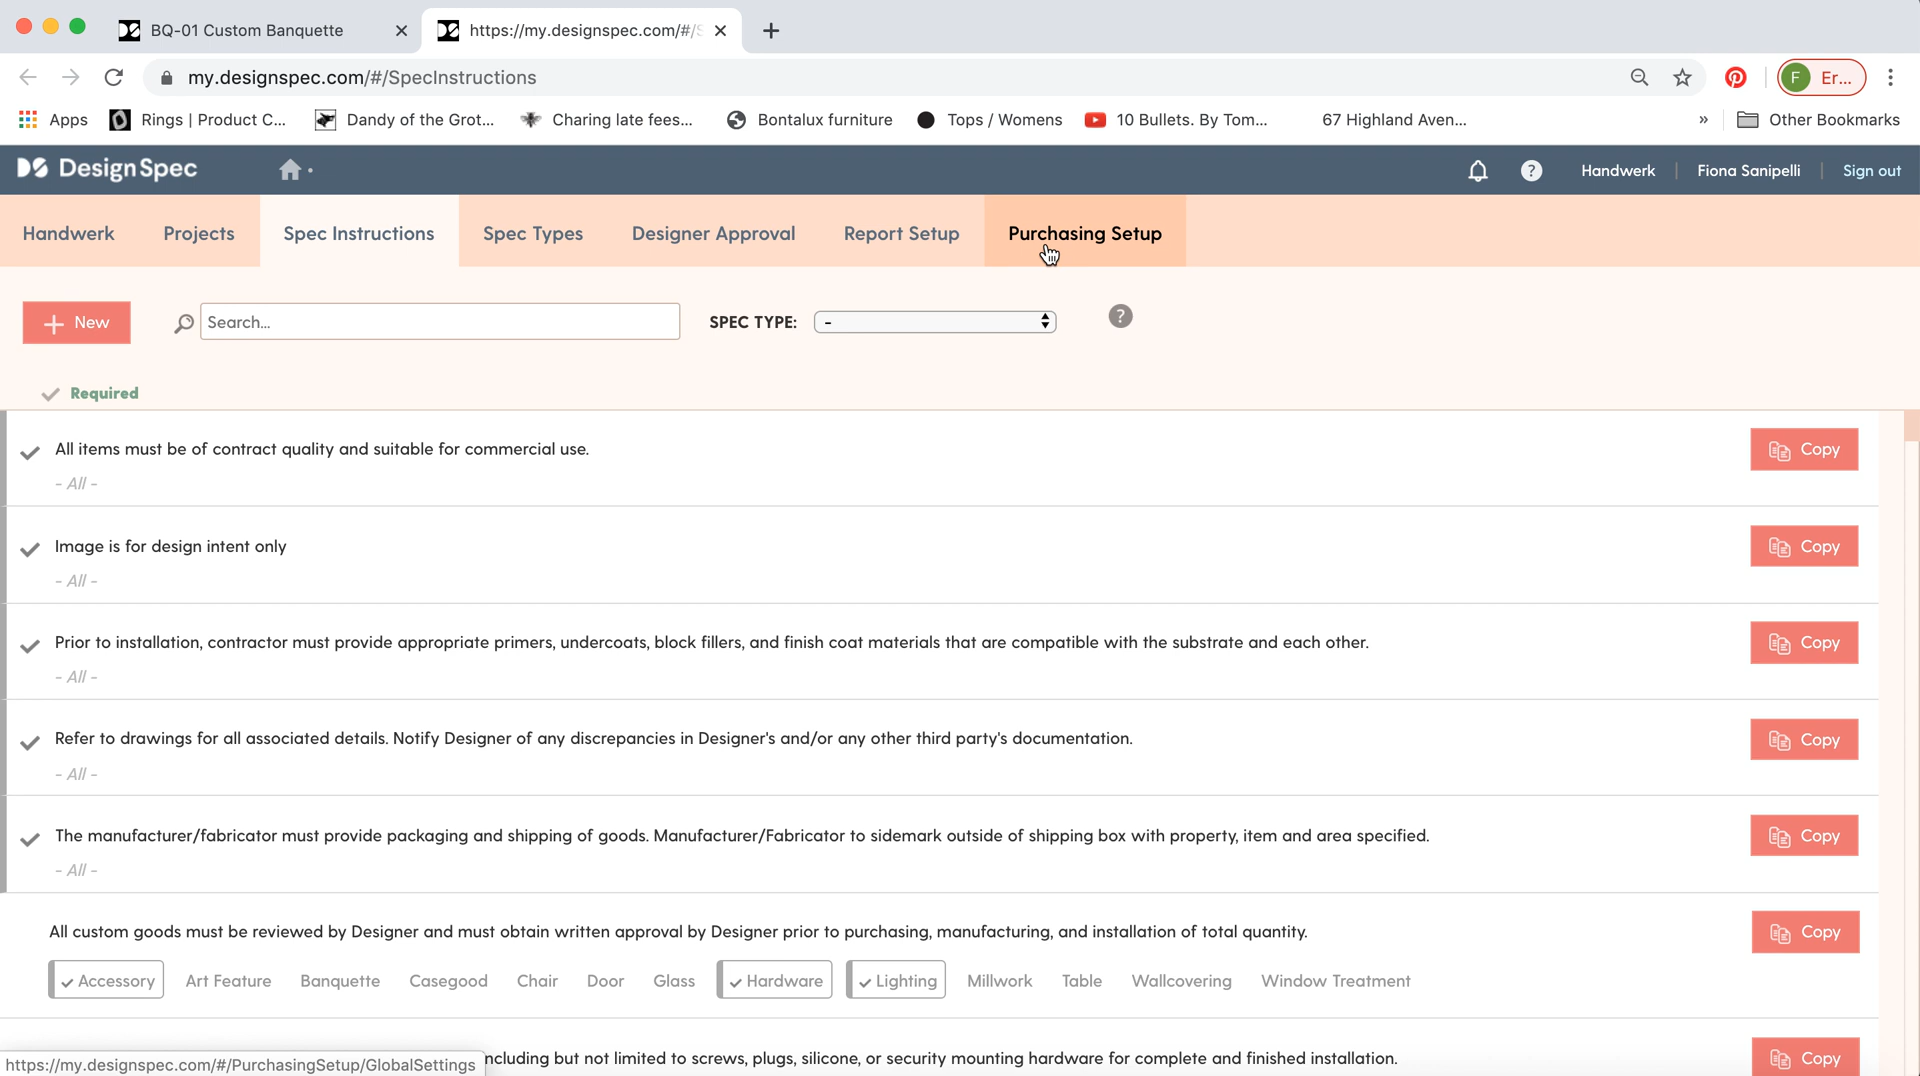 BQ-01 Custom Banquette
https://my.designspec.com/#/S
my.designspec.com/#/SpecInstructions
F Er...
Apps
Rings | Product C...
Dandy of the Grot...
Charing late fees...
Bontalux furniture
Tops / Womens
10 Bullets. By Tom...
67 Highland Aven...
»
Other Bookmarks
DS DesignSpec
?
Handwerk
Fiona Sanipelli
Sign out
Handwerk
Projects
Spec Instructions
Spec Types
Designer Approval
Report Setup
Purchasing Setup
+ New
Search...
SPEC TYPE:
-
?
Required
All items must be of contract quality and suitable for commercial use.
Copy
- All -
Image is for design intent only
Copy
- All -
Prior to installation, contractor must provide appropriate primers, undercoats, block fillers, and finish coat materials that are compatible with the substrate and each other.
Copy
- All -
Refer to drawings for all associated details. Notify Designer of any discrepancies in Designer's and/or any other third party's documentation.
Copy
- All -
The manufacturer/fabricator must provide packaging and shipping of goods. Manufacturer/Fabricator to sidemark outside of shipping box with property, item and area specified.
Copy
- All -
All custom goods must be reviewed by Designer and must obtain written approval by Designer prior to purchasing, manufacturing, and installation of total quantity.
Copy
Accessory
Art Feature
Banquette
Casegood
Chair
Door
Glass
Hardware
Lighting
Millwork
Table
Wallcovering
Window Treatment
ncluding but not limited to screws, plugs, silicone, or security mounting hardware for complete and finished installation.
Copy
https://my.designspec.com/#/PurchasingSetup/GlobalSettings